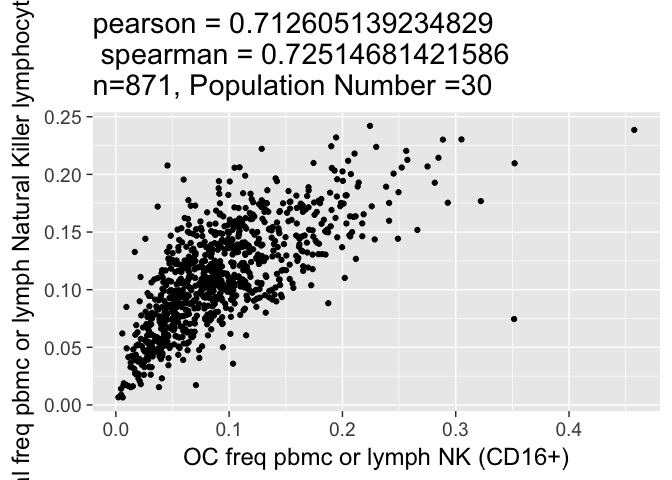 pearson = 0.712605139234829
spearman = 0.72514681421586
n=871, Population Number =30
freq pbmc or lymph Natural Killer lymphocyt
0.25
0.20
0.15
0.10
0.05
0.00
0.0 0.1 0.2 0.3 0.4
OC freq pbmc or lymph NK (CD16+)